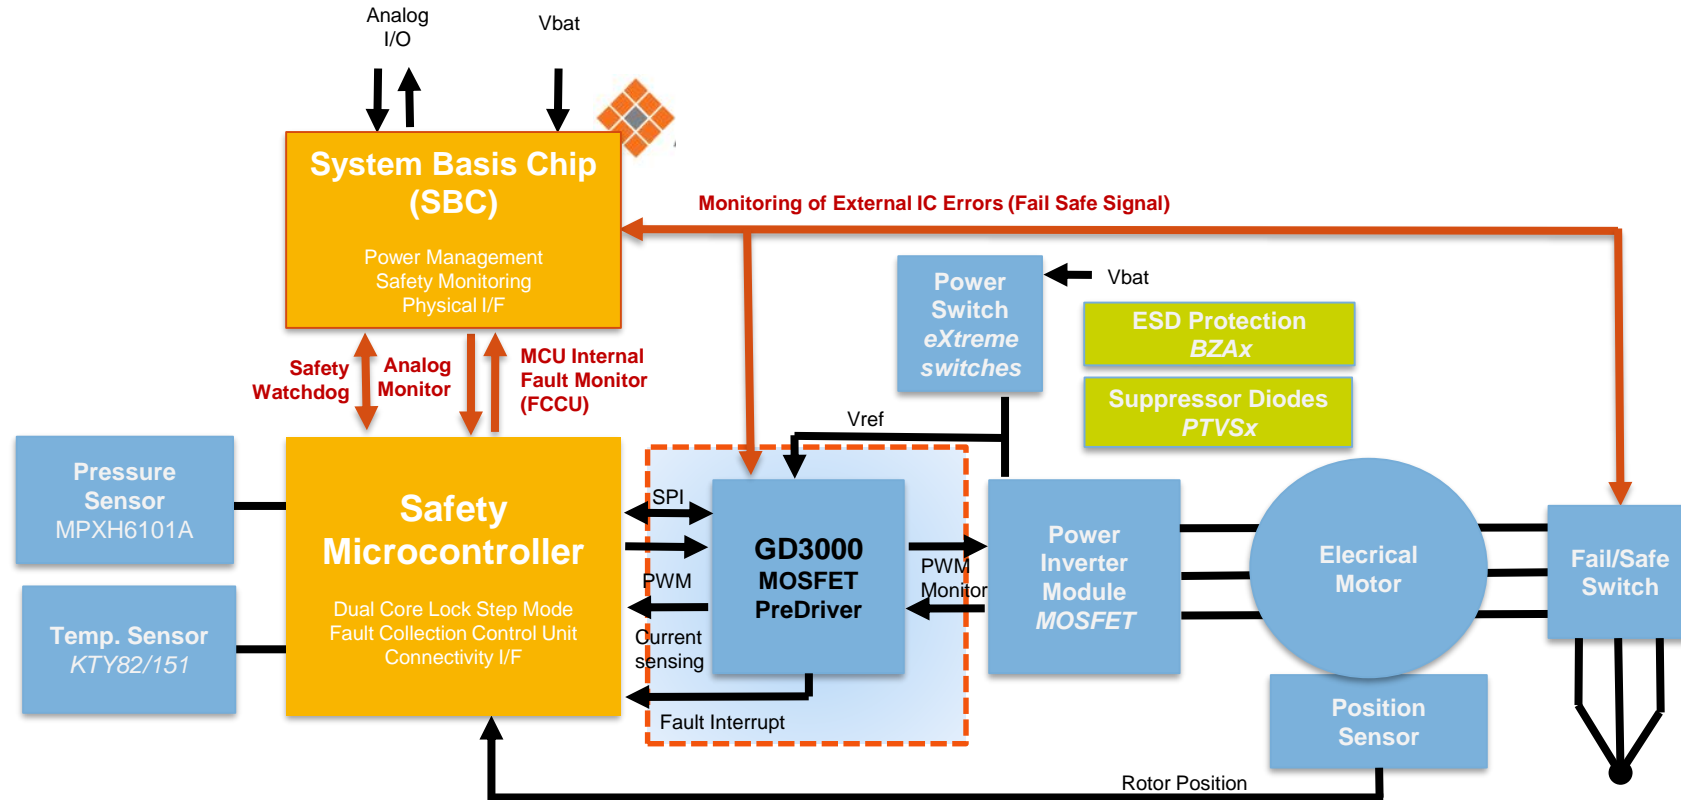 Analog
I/O
Vbat
System Basis Chip
(SBC)
Power Management
Safety Monitoring
Physical I/F
Monitoring of External IC Errors (Fail Safe Signal)
Power
Switch
eXtreme
switches
Vbat
ESD Protection
BZAx
Suppressor Diodes
PTVSx
Safety
Watchdog
Analog
Monitor
MCU Internal
Fault Monitor
(FCCU)
Vref
Pressure
Sensor
MPXH6101A
Temp. Sensor
KTY82/151
Safety
Microcontroller
Dual Core Lock Step Mode
Fault Collection Control Unit
Connectivity I/F
SPI
PWM
Current
sensing
Fault Interrupt
GD3000
MOSFET
PreDriver
PWM
Monitor
Power
Inverter
Module
MOSFET
Elecrical
Motor
Fail/Safe
Switch
Position
Sensor
Rotor Position